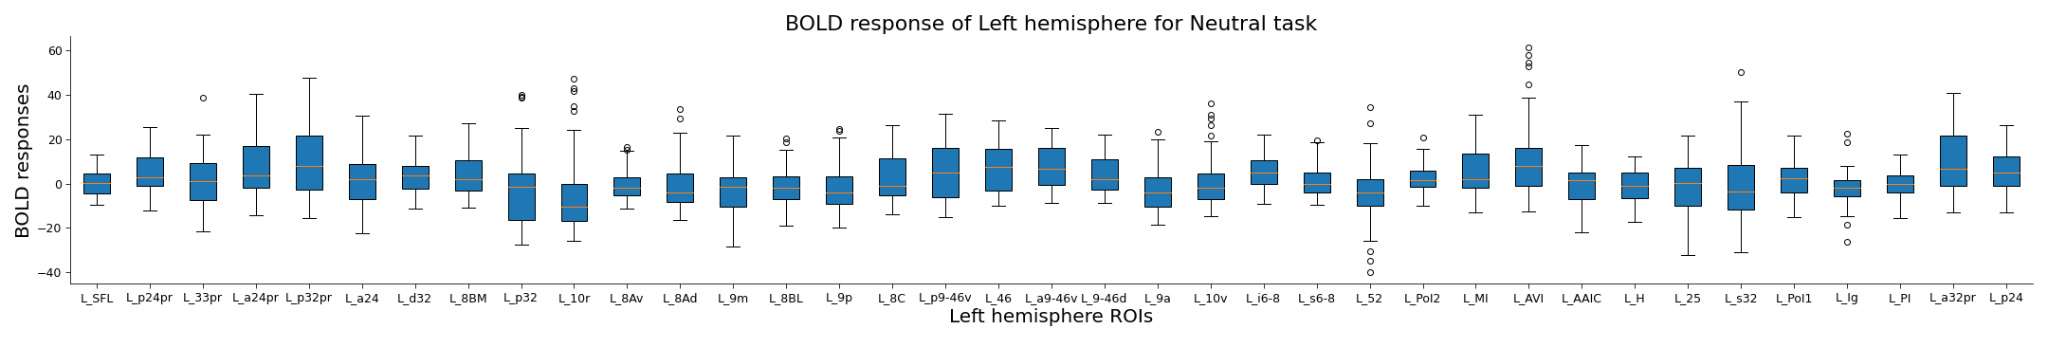 BOLD response of Left hemisphere for Neutral task
BOLD responses
60
40
20
0
−20
−40
L_SFL L_p24pr L_33pr L_a24pr L_p32pr L_a24 L_d32 L_8BM L_p32 L_10r L_8Av L_8Ad L_9m L_8BL L_9p L_8C L_p9-46v L_46 L_a9-46v L_9-46d L_9a L_10v L_i6-8 L_s6-8 L_52 L_PoI2 L_MI L_AVI L_AAIC L_H L_25 L_s32 L_PoI1 L_Ig L_PI L_a32pr L_p24
Left hemisphere ROIs